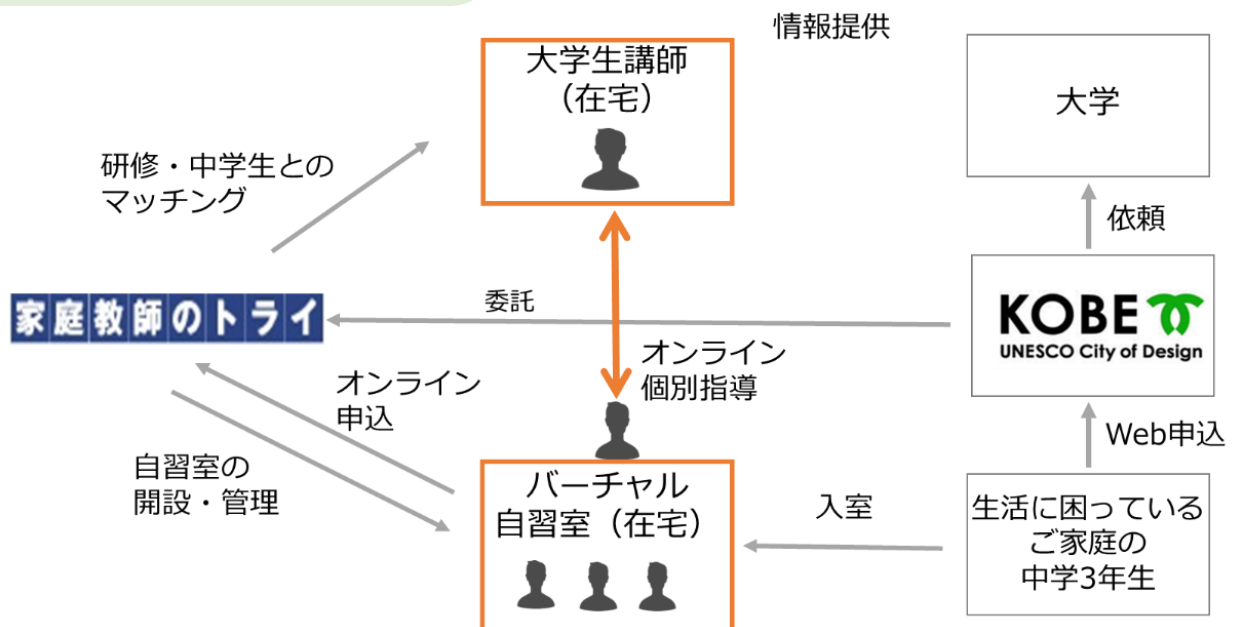 情報提供
大学生講師
（在宅）
大学
研修・中学生との
マッチング
依頼
家庭教師のトライ
委託
KOBE
UNESCO City of Design
オンライン
個別指導
オンライン
申込
Web申込
自習室の
開設・管理
バーチャル
自習室（在宅）
入室
生活に困っている
ご家庭の
中学3年生